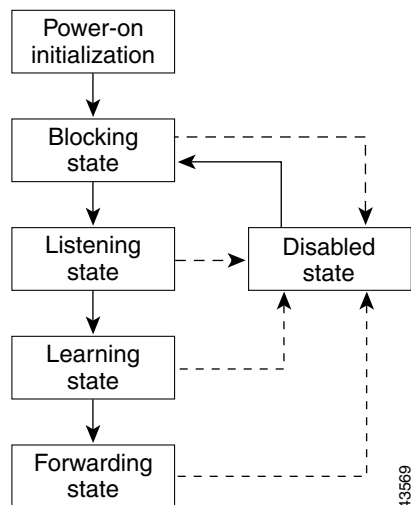 Power-on
initialization
Blocking
state
Listening
state
Disabled
state
Learning
state
Forwarding
state
43569